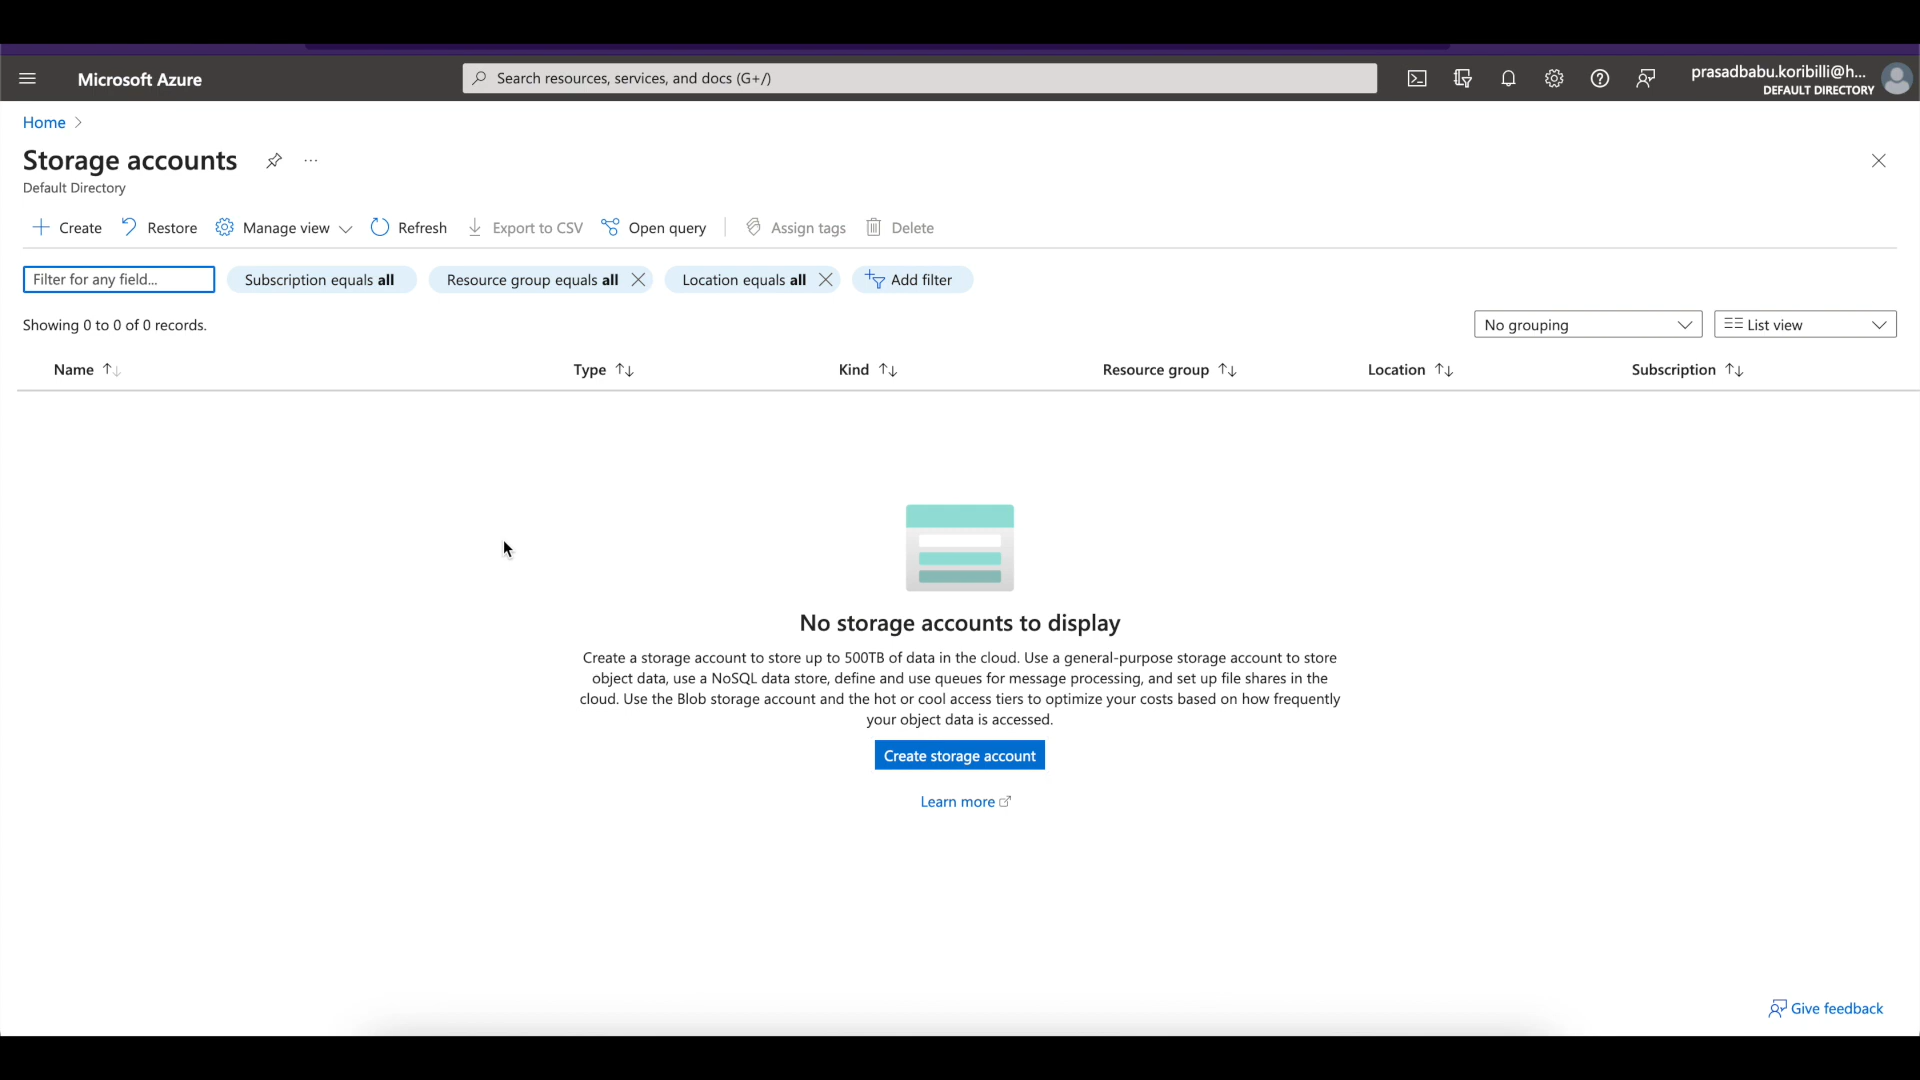 Microsoft Azure
Search resources, services, and docs (G+/)
prasadbabu.koribilli@h...
DEFAULT DIRECTORY
Home
Storage accounts
Default Directory
Create Restore Manage view Refresh Export to CSV Open query Assign tags Delete
Filter for any field... Subscription equals all Resource group equals all Location equals all Add filter
Showing 0 to 0 of 0 records.
No grouping List view
Name Type Kind Resource group Location Subscription
No storage accounts to display
Create a storage account to store up to 500TB of data in the cloud. Use a general-purpose storage account to store
object data, use a NoSQL data store, define and use queues for message processing, and set up file shares in the
cloud. Use the Blob storage account and the hot or cool access tiers to optimize your costs based on how frequently
your object data is accessed.
Create storage account
Learn more
Give feedback